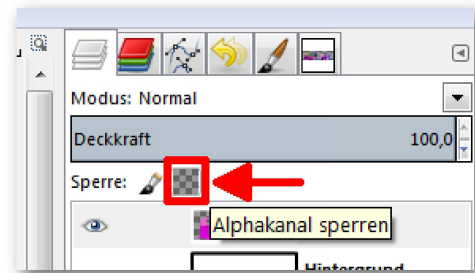 Modus: Normal
Deckkraft 100,0
Sperre:
Alphakanal sperren
Hintergrund